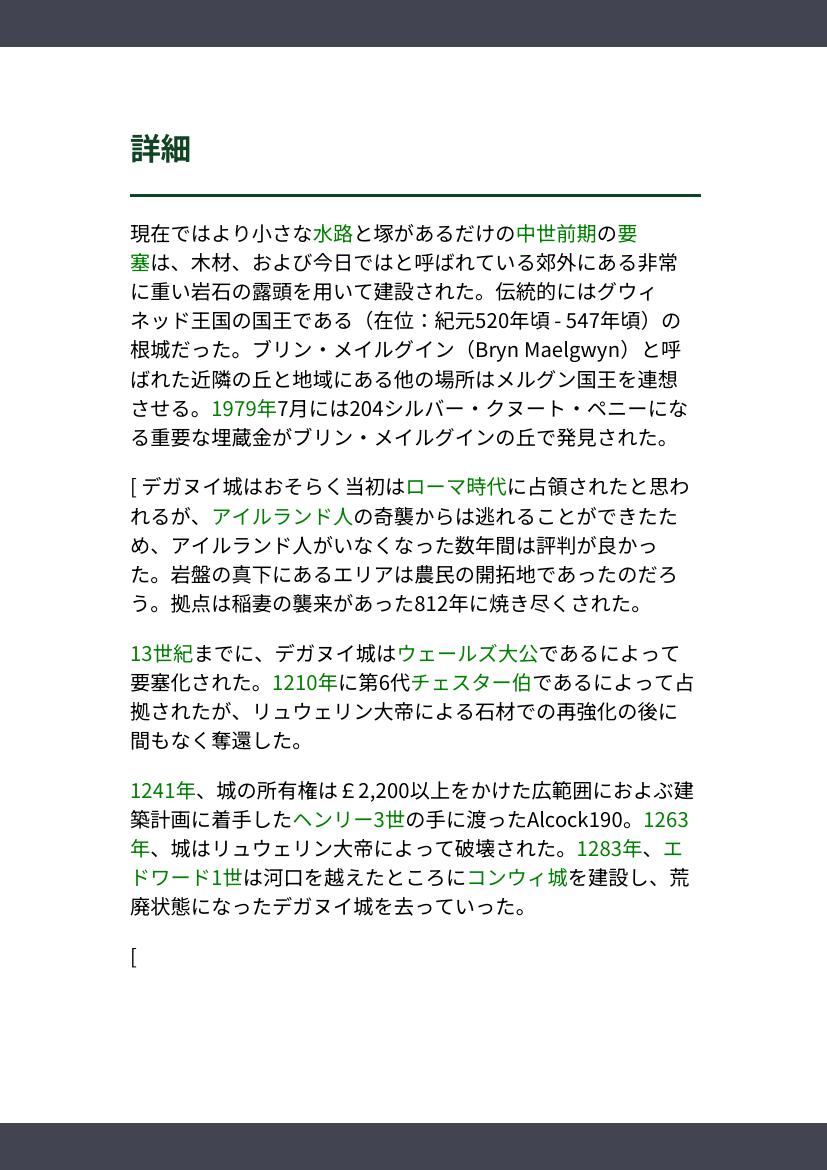 詳細
現在ではより小さな水路と塚があるだけの中世前期の要
塞は、木材、および今日ではと呼ばれている郊外にある非常
に重い岩石の露頭を用いて建設された。伝統的にはグウィ
ネッド王国の国王である（在位：紀元520年頃 - 547年頃）の
根城だった。ブリン・メイルグイン（Bryn Maelgwyn）と呼
ばれた近隣の丘と地域にある他の場所はメルグン国王を連想
させる。1979年7月には204シルバー・クヌート・ペニーにな
る重要な埋蔵金がブリン・メイルグインの丘で発見された。
[ デガヌイ城はおそらく当初はローマ時代に占領されたと思わ
れるが、アイルランド人の奇襲からは逃れることができたた
め、アイルランド人がいなくなった数年間は評判が良かっ
た。岩盤の真下にあるエリアは農民の開拓地であったのだろ
う。拠点は稲妻の襲来があった812年に焼き尽くされた。
13世紀までに、デガヌイ城はウェールズ大公であるによって
要塞化された。1210年に第6代チェスター伯であるによって占
拠されたが、リュウェリン大帝による石材での再強化の後に
間もなく奪還した。
1241年、城の所有権は￡2,200以上をかけた広範囲におよぶ建
築計画に着手したヘンリー3世の手に渡ったAlcock190。1263
年、城はリュウェリン大帝によって破壊された。1283年、エ
ドワード1世は河口を越えたところにコンウィ城を建設し、荒
廃状態になったデガヌイ城を去っていった。
[